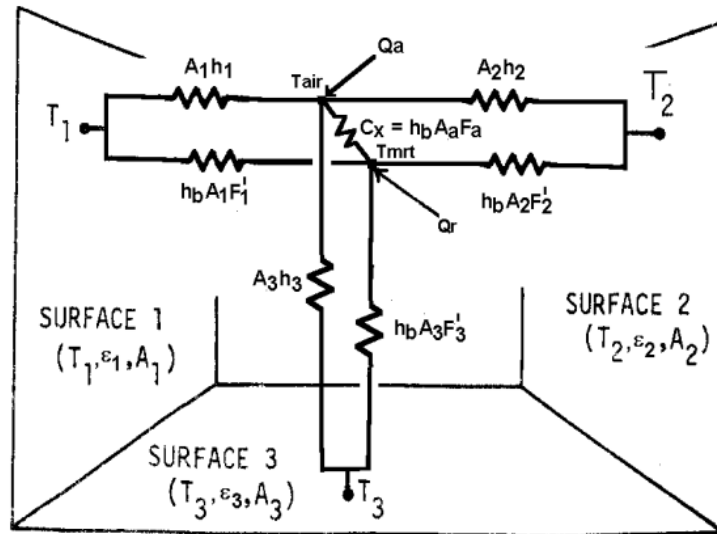 Qa
A1h1
Tair
A2h2
T1
Cx = hbAaFa
T2
Tmrt
hbA1F1'
hbA2F2'
Qr
A3h3
SURFACE 1
(T1,ε1,A1)
hbA3F3'
SURFACE 2
(T2,ε2,A2)
SURFACE 3
(T3,ε3,A3)
T3